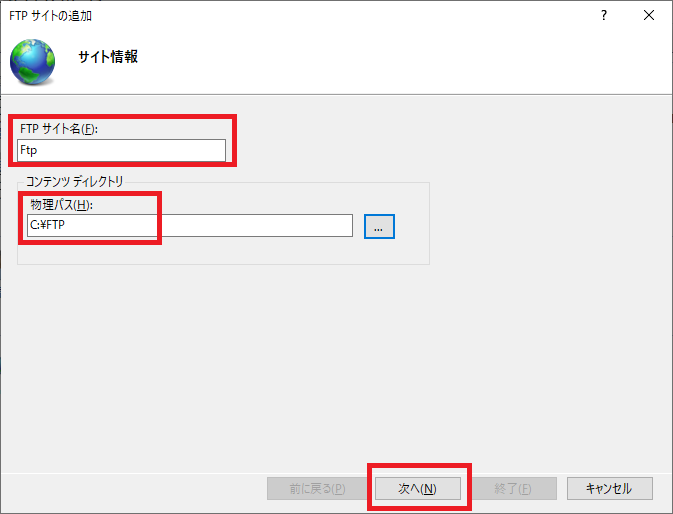 FTP サイトの追加
?
サイト情報
FTP サイト名(F):
Ftp
コンテンツ ディレクトリ
物理パス(H):
C:¥FTP
...
前に戻る(P)
次へ(N)
終了(F)
キャンセル